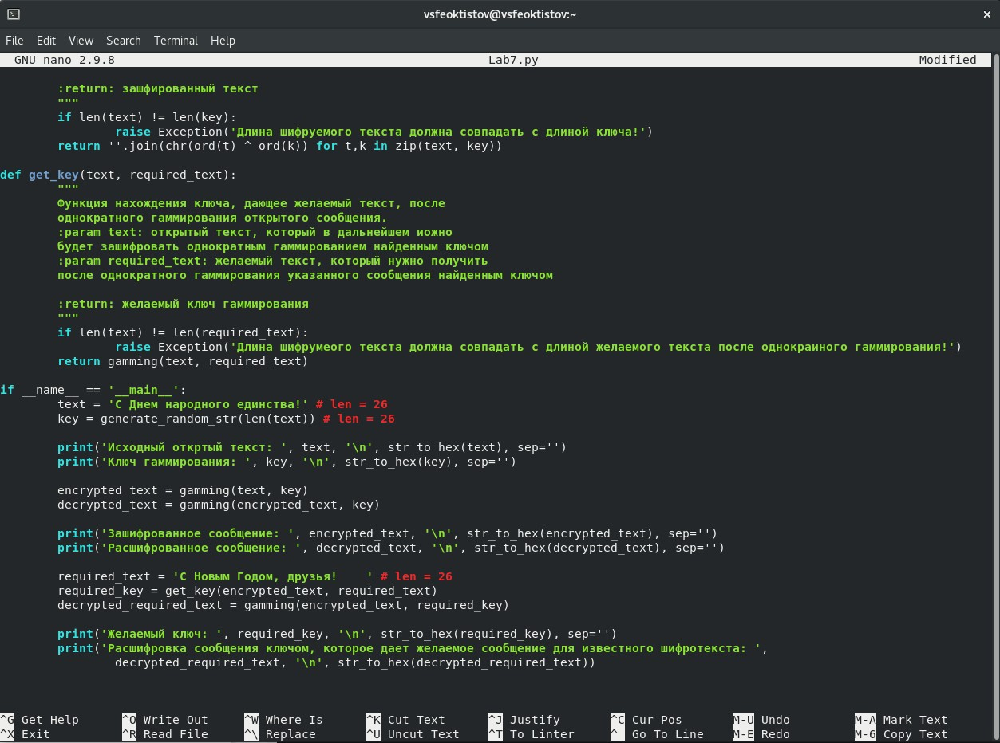 vsfeoktistov@vsfeoktistov:~
File Edit View Search Terminal Help
GNU nano 2.9.8 Lab7.py Modified
:return: зашфированный текст
"""
if len(text) != len(key):
raise Exception('Длина шифруемого текста должна совпадать с длиной ключа!')
return ''.join(chr(ord(t) ^ ord(k)) for t,k in zip(text, key))
def get_key(text, required_text):
"""
Функция нахождения ключа, дающее желаемый текст, после
однократного гаммирования открытого сообщения.
:param text: открытый текст, который в дальнейшем иожно
будет зашифровать однократным гаммированием найденным ключом
:param required_text: желаемый текст, который нужно получить
после однократного гаммирования указанного сообщения найденным ключом
:return: желаемый ключ гаммирования
"""
if len(text) != len(required_text):
raise Exception('Длина шифрумеого текста должна совпадать с длиной желаемого текста после однокраиного гаммирования!')
return gamming(text, required_text)
if __name__ == '__main__':
text = 'С Днем народного единства!' # len = 26
key = generate_random_str(len(text)) # len = 26
print('Исходный открtый текст: ', text, '\n', str_to_hex(text), sep='')
print('Ключ гаммирования: ', key, '\n', str_to_hex(key), sep='')
encrypted_text = gamming(text, key)
decrypted_text = gamming(encrypted_text, key)
print('Зашифрованное сообщение: ', encrypted_text, '\n', str_to_hex(encrypted_text), sep='')
print('Расшифрованное сообщение: ', decrypted_text, '\n', str_to_hex(decrypted_text), sep='')
required_text = 'С Новым Годом, друзья!    ' # len = 26
required_key = get_key(encrypted_text, required_text)
decrypted_required_text = gamming(encrypted_text, required_key)
print('Желаемый ключ: ', required_key, '\n', str_to_hex(required_key), sep='')
print('Расшифровка сообщения ключом, которое дает желаемое сообщение для известного шифротекста: ',
decrypted_required_text, '\n', str_to_hex(decrypted_required_text))
^G Get Help ^O Write Out ^W Where Is ^K Cut Text ^J Justify ^C Cur Pos M-U Undo M-A Mark Text
^X Exit ^R Read File ^\ Replace ^U Uncut Text ^T To Linter ^_ Go To Line M-E Redo M-6 Copy Text